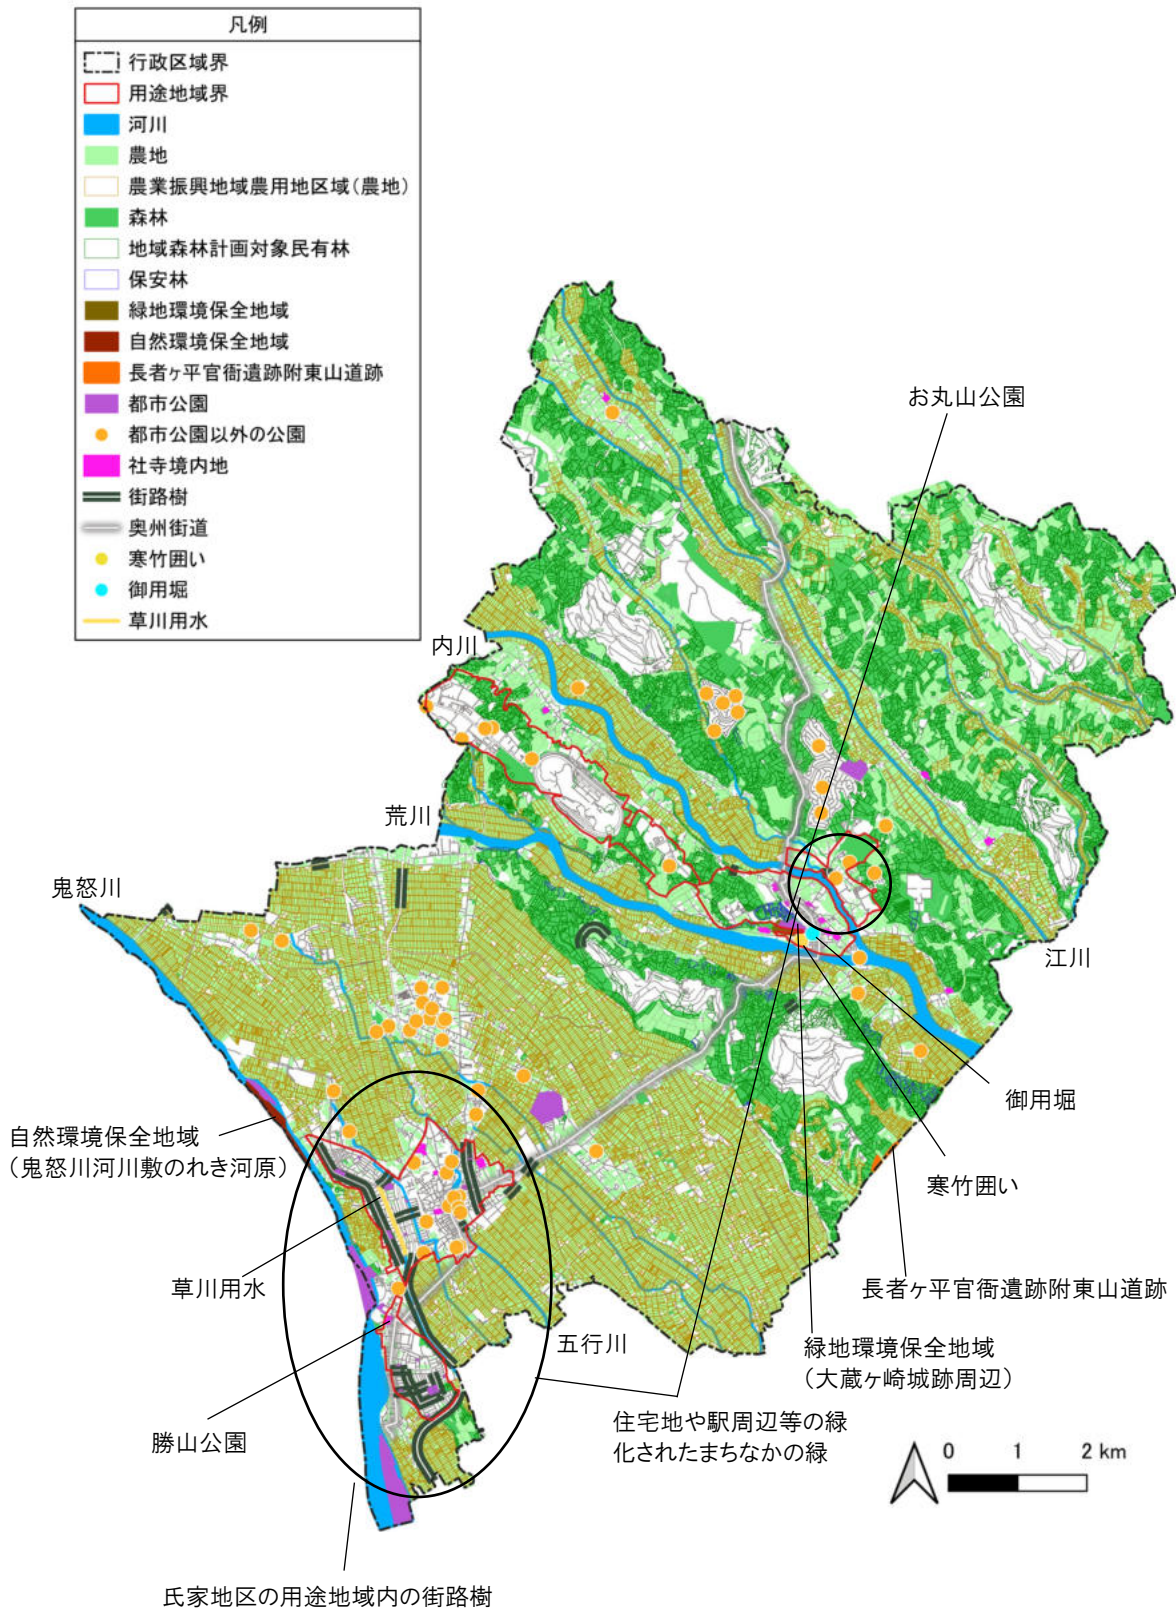 凡例
行政区域界
用途地域界
河川
農地
農業振興地域農用地区域（農地）
森林
地域森林計画対象民有林
保安林
緑地環境保全地域
自然環境保全地域
長者ヶ平官衙遺跡附東山道跡
都市公園
都市公園以外の公園
社寺境内地
街路樹
奥州街道
寒竹囲い
御用堀
草川用水
お丸山公園
内川
荒川
鬼怒川
江川
御用堀
自然環境保全地域
（鬼怒川河川敷のれき河原）
寒竹囲い
草川用水
長者ヶ平官衙遺跡附東山道跡
五行川
緑地環境保全地域
（大蔵ヶ崎城跡周辺）
勝山公園
住宅地や駅周辺等の緑
化されたまちなかの緑
0 1 2 km
氏家地区の用途地域内の街路樹